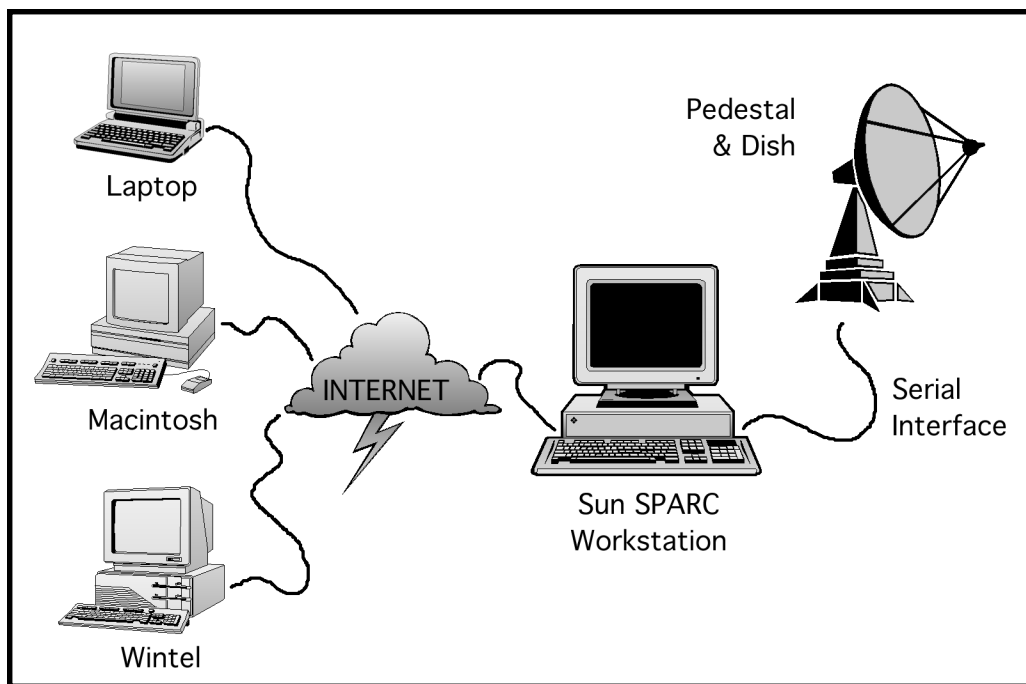 Laptop
Pedestal
& Dish
Macintosh
INTERNET
Serial
Interface
Sun SPARC
Workstation
Wintel